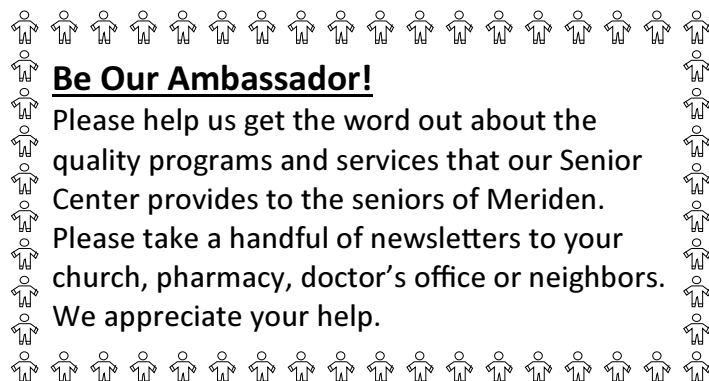 Be Our Ambassador!
Please help us get the word out about the
quality programs and services that our Senior
Center provides to the seniors of Meriden.
Please take a handful of newsletters to your
church, pharmacy, doctor’s office or neighbors.
We appreciate your help.